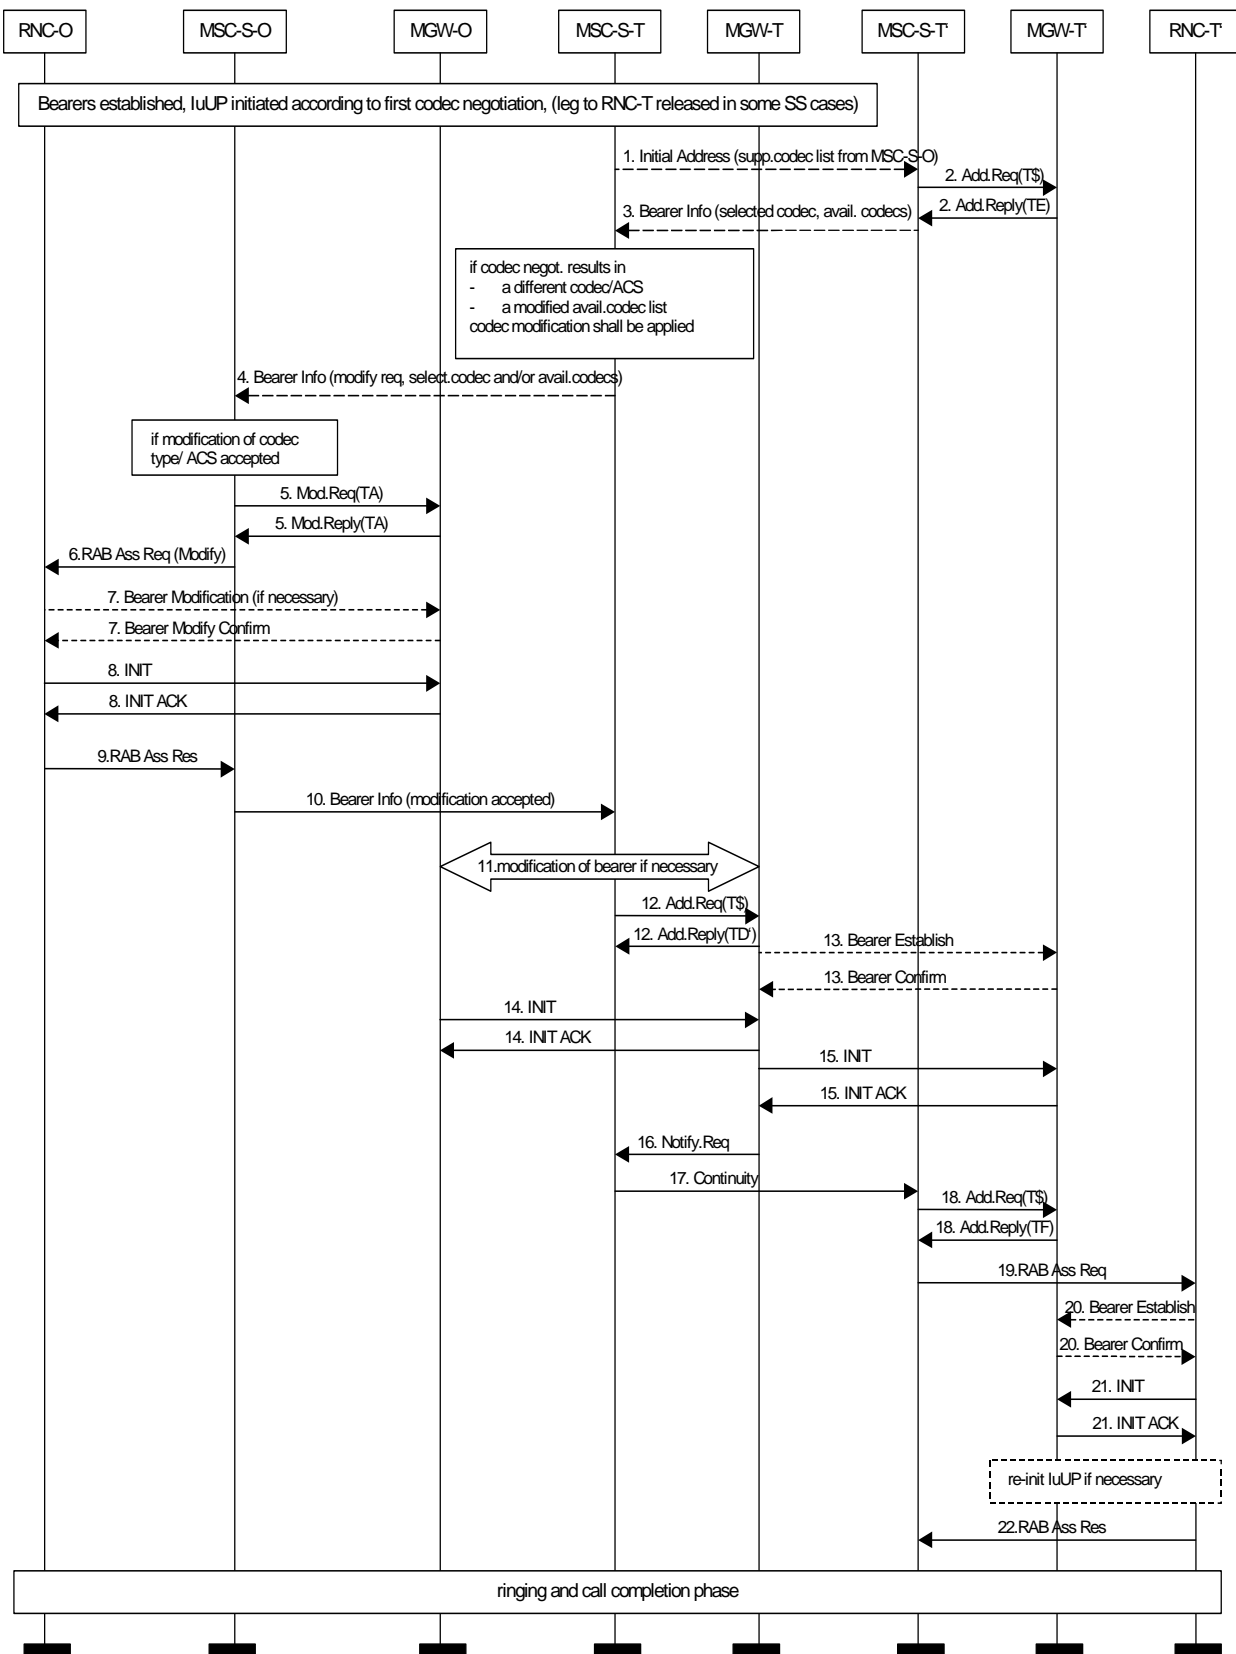 RNC-O
MSC-S-O
MGW-O
MSC-S-T
MGW-T
MSC-S-T'
MGW-T'
RNC-T'
Bearers established, IuUP initiated according to first codec negotiation, (leg to RNC-T released in some SS cases)
1. Initial Address (supp.codec list from MSC-S-O)
2. Add.Req(T$)
2. Add.Reply(TE)
3. Bearer Info (selected codec, avail. codecs)
if codec negot. results in
- a different codec/ACS
- a modified avail.codec list
codec modification shall be applied
4. Bearer Info (modify req, select.codec and/or avail.codecs)
if modification of codec
type/ ACS accepted
5. Mod.Req(TA)
5. Mod.Reply(TA)
6.RAB Ass Req (Modify)
7. Bearer Modification (if necessary)
7. Bearer Modify Confirm
8. INIT
8. INIT ACK
9.RAB Ass Res
10. Bearer Info (modification accepted)
11.modification of bearer if necessary
12. Add.Req(T$)
12. Add.Reply(TD')
13. Bearer Establish
13. Bearer Confirm
14. INIT
14. INIT ACK
15. INIT
15. INIT ACK
16. Notify.Req
17. Continuity
18. Add.Req(T$)
18. Add.Reply(TF)
19.RAB Ass Req
20. Bearer Establish
20. Bearer Confirm
21. INIT
21. INIT ACK
re-init IuUP if necessary
22.RAB Ass Res
ringing and call completion phase